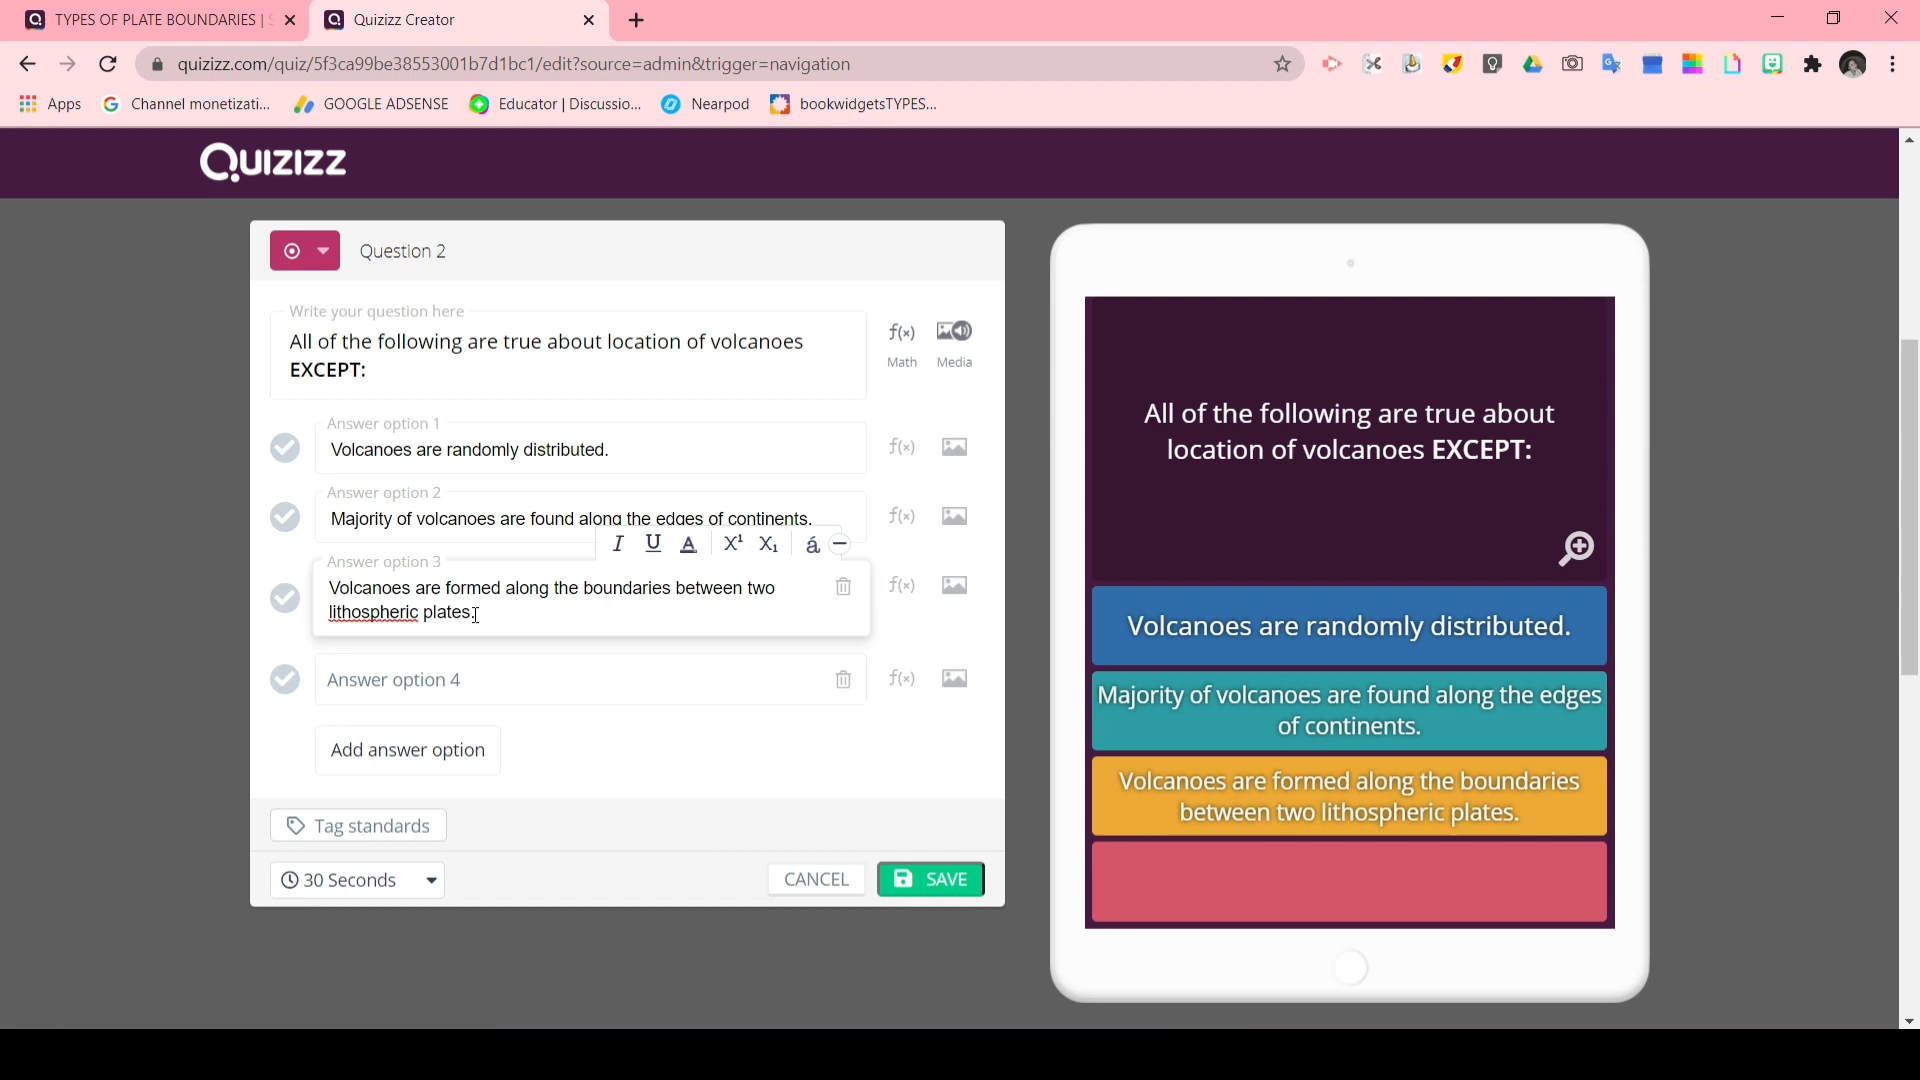 TYPES OF PLATE BOUNDARIES |
Quizizz Creator
quizizz.com/quiz/5f3ca99be38553001b7d1bc1/edit?source=admin&trigger=navigation
Apps
Channel monetizati...
GOOGLE ADSENSE
Educator | Discussio...
Nearpod
bookwidgetsTYPES...
QUIZIZZ
Question 2
Write your question here
All of the following are true about location of volcanoes
EXCEPT:
f(x)
Math
Media
Answer option 1
Volcanoes are randomly distributed.
f(x)
Answer option 2
Majority of volcanoes are found along the edges of continents.
f(x)
I U A X¹ X₁ á
Answer option 3
Volcanoes are formed along the boundaries between two
lithospheric plates.
f(x)
Answer option 4
f(x)
Add answer option
Tag standards
30 Seconds
CANCEL
SAVE
All of the following are true about
location of volcanoes EXCEPT:
Volcanoes are randomly distributed.
Majority of volcanoes are found along the edges
of continents.
Volcanoes are formed along the boundaries
between two lithospheric plates.